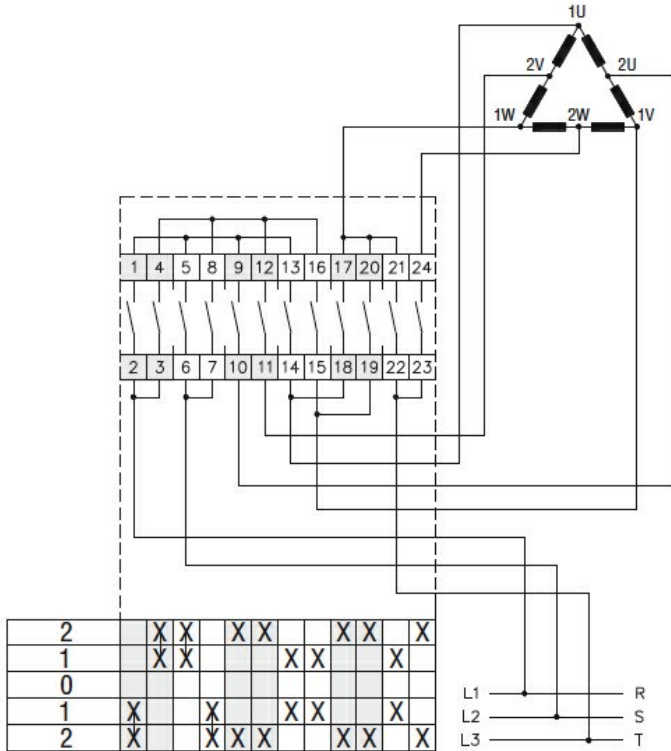 1U
2V 2U
1W 2W 1V
1 4 5 8 9 12 13 16 17 20 21 24
2 3 6 7 10 11 14 15 18 19 22 23
2 X X X X X X X
1 X X X X X
0
L1 R
1 X X X X X
L2 S
2 X X X X X X X
L3 T